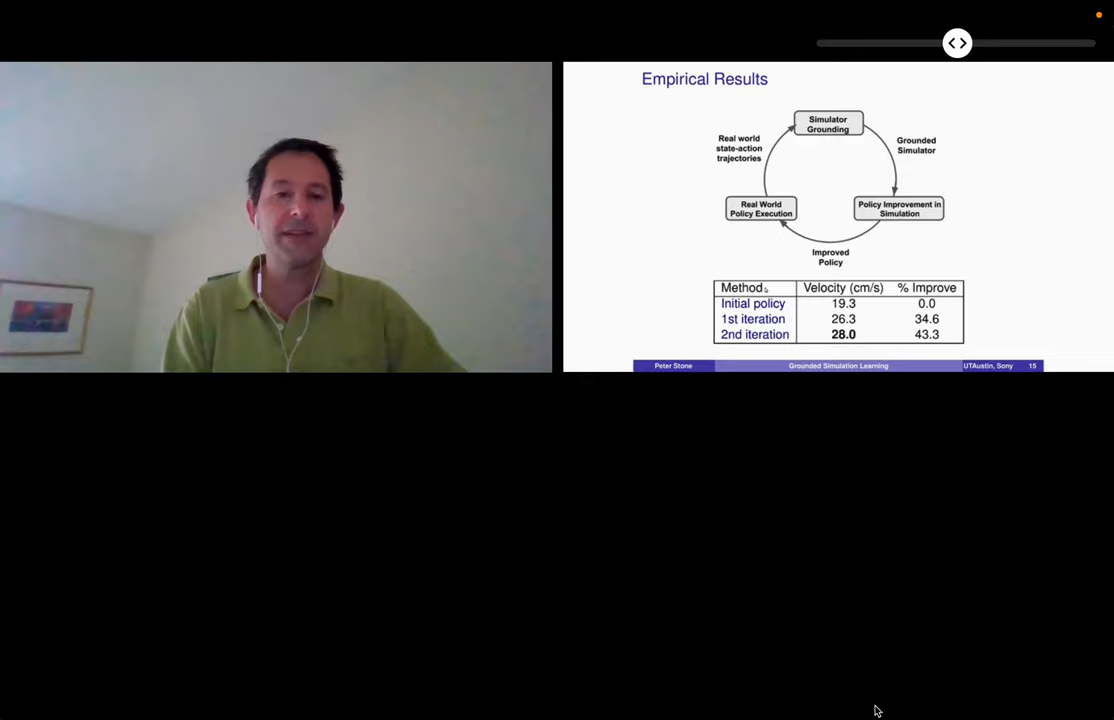 Empirical Results
Simulator
Grounding
Real world
state-action
trajectories
Grounded
Simulator
Real World
Policy Execution
Policy Improvement in
Simulation
Improved
Policy
Method Velocity (cm/s) % Improve
Initial policy 19.3 0.0
1st iteration 26.3 34.6
2nd iteration 28.0 43.3
Peter Stone Grounded Simulation Learning UTAustin, Sony 15